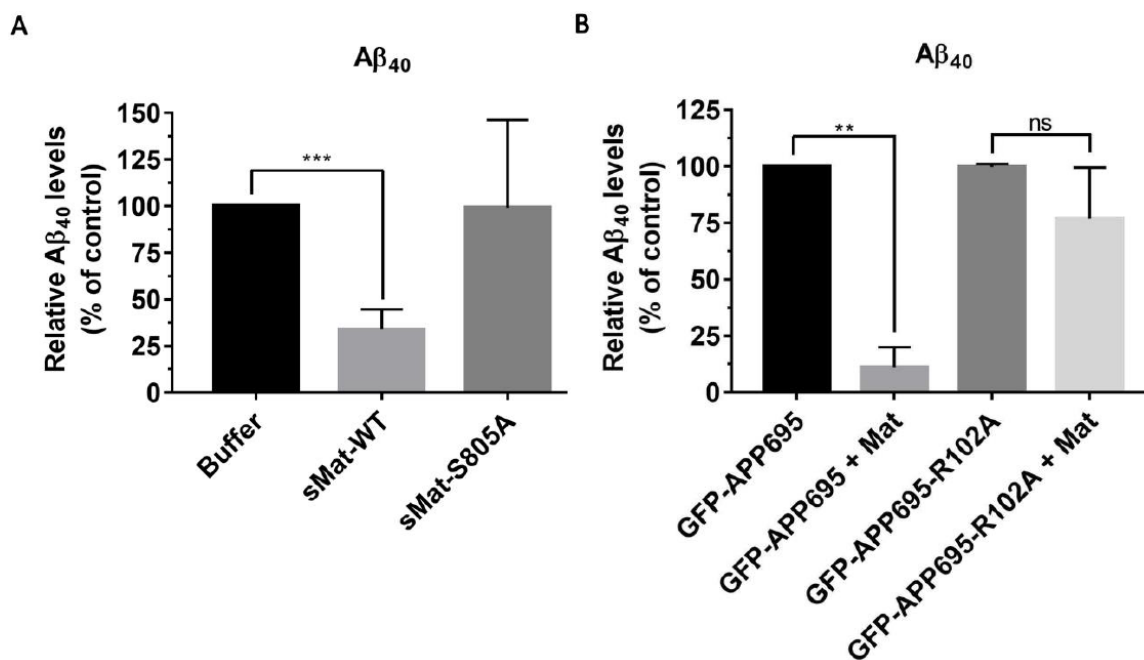 A
Aβ40
Relative Aβ40 levels
(% of control)
150
125
100
75
50
25
0
***
Buffer
sMat-WT
sMat-S805A
B
Aβ40
Relative Aβ40 levels
(% of control)
125
100
75
50
25
0
**
ns
GFP-APP695
GFP-APP695 + Mat
GFP-APP695-R102A
GFP-APP695-R102A + Mat